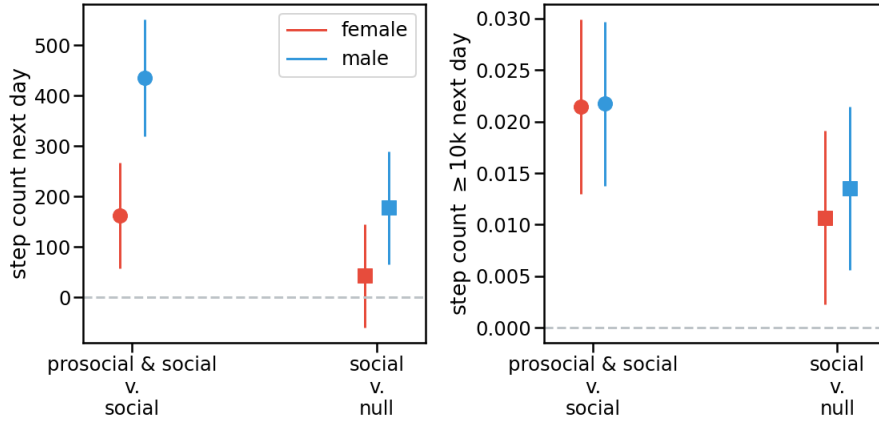 step count next day
500
400
300
200
100
0
female
male
prosocial & social
v.
social
social
v.
null
step count ≥ 10k next day
0.030
0.025
0.020
0.015
0.010
0.005
0.000
prosocial & social
v.
social
social
v.
null